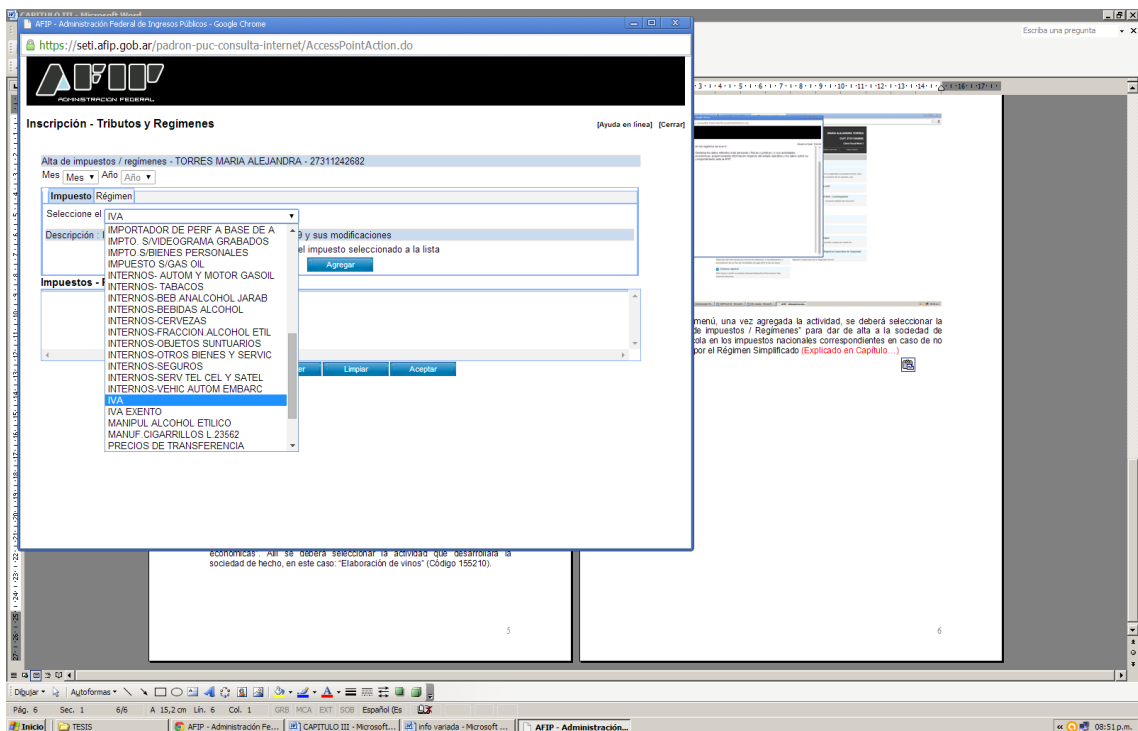 CAPITULO III - Microsoft Word
AFIP - Administración Federal de Ingresos Públicos - Google Chrome
Escriba una pregunta
https://seti.afip.gob.ar/padron-puc-consulta-internet/AccessPointAction.do
AFIP
ADMINISTRACION FEDERAL
Inscripción - Tributos y Regimenes
[Ayuda en línea] [Cerrar]
Alta de impuestos / regímenes - TORRES MARIA ALEJANDRA - 27311242682
Mes Mes Año Año
Impuesto Régimen
Seleccione el IVA
Descripción : 9 y sus modificaciones
el impuesto seleccionado a la lista
Agregar
Impuestos -
IMPORTADOR DE PERF A BASE DE A
IMPTO. S/VIDEOGRAMA GRABADOS
IMPTO.S/BIENES PERSONALES
IMPUESTO S/GAS OIL
INTERNOS- AUTOM Y MOTOR GASOIL
INTERNOS- TABACOS
INTERNOS-BEB.ANALCOHOL JARAB
INTERNOS-BEBIDAS ALCOHOL
INTERNOS-CERVEZAS
INTERNOS-FRACCION.ALCOHOL ETIL
INTERNOS-OBJETOS SUNTUARIOS
INTERNOS-OTROS BIENES Y SERVIC
INTERNOS-SEGUROS
INTERNOS-SERV TEL CEL Y SATEL
INTERNOS-VEHIC AUTOM EMBARC
IVA
IVA EXENTO
MANIPUL ALCOHOL ETILICO
MANUF.CIGARRILLOS L.23562
PRECIOS DE TRANSFERENCIA
er Limpiar Aceptar
menú, una vez agregada la actividad, se deberá seleccionar la
de impuestos / Regímenes" para dar de alta a la sociedad de
cola en los impuestos nacionales correspondientes en caso de no
por el Régimen Simplificado (Explicado en Capítulo…)
económicas". Allí se deberá seleccionar la actividad que desarrollará la
sociedad de hecho, en este caso: "Elaboración de vinos" (Código 155210).
5
6
Dibujar Autoformas
Pág. 6 Sec. 1 6/6 A 15,2 cm Lín. 6 Col. 1 GRB MCA EXT SOB Español (Es
Inicio TESIS AFIP - Administración Fe... CAPITULO III - Microsoft... info variada - Microsoft ... AFIP - Administración... 08:51 p.m.